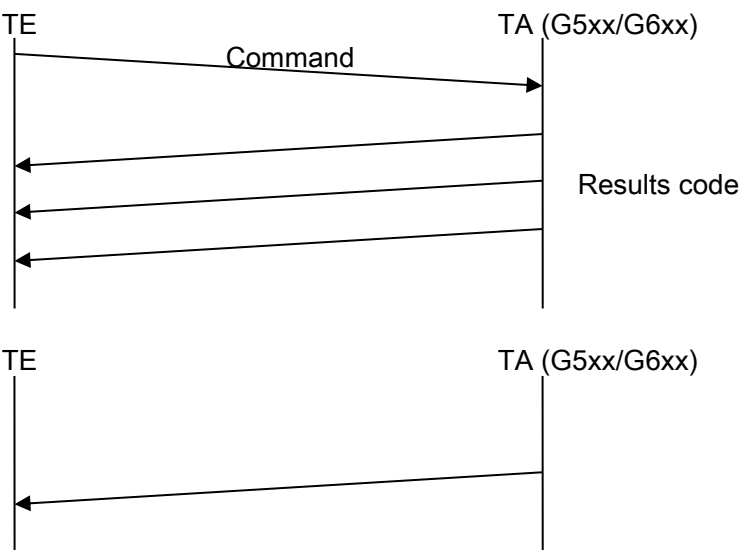 TE
TA (G5xx/G6xx)
Command
Results code
TE
TA (G5xx/G6xx)